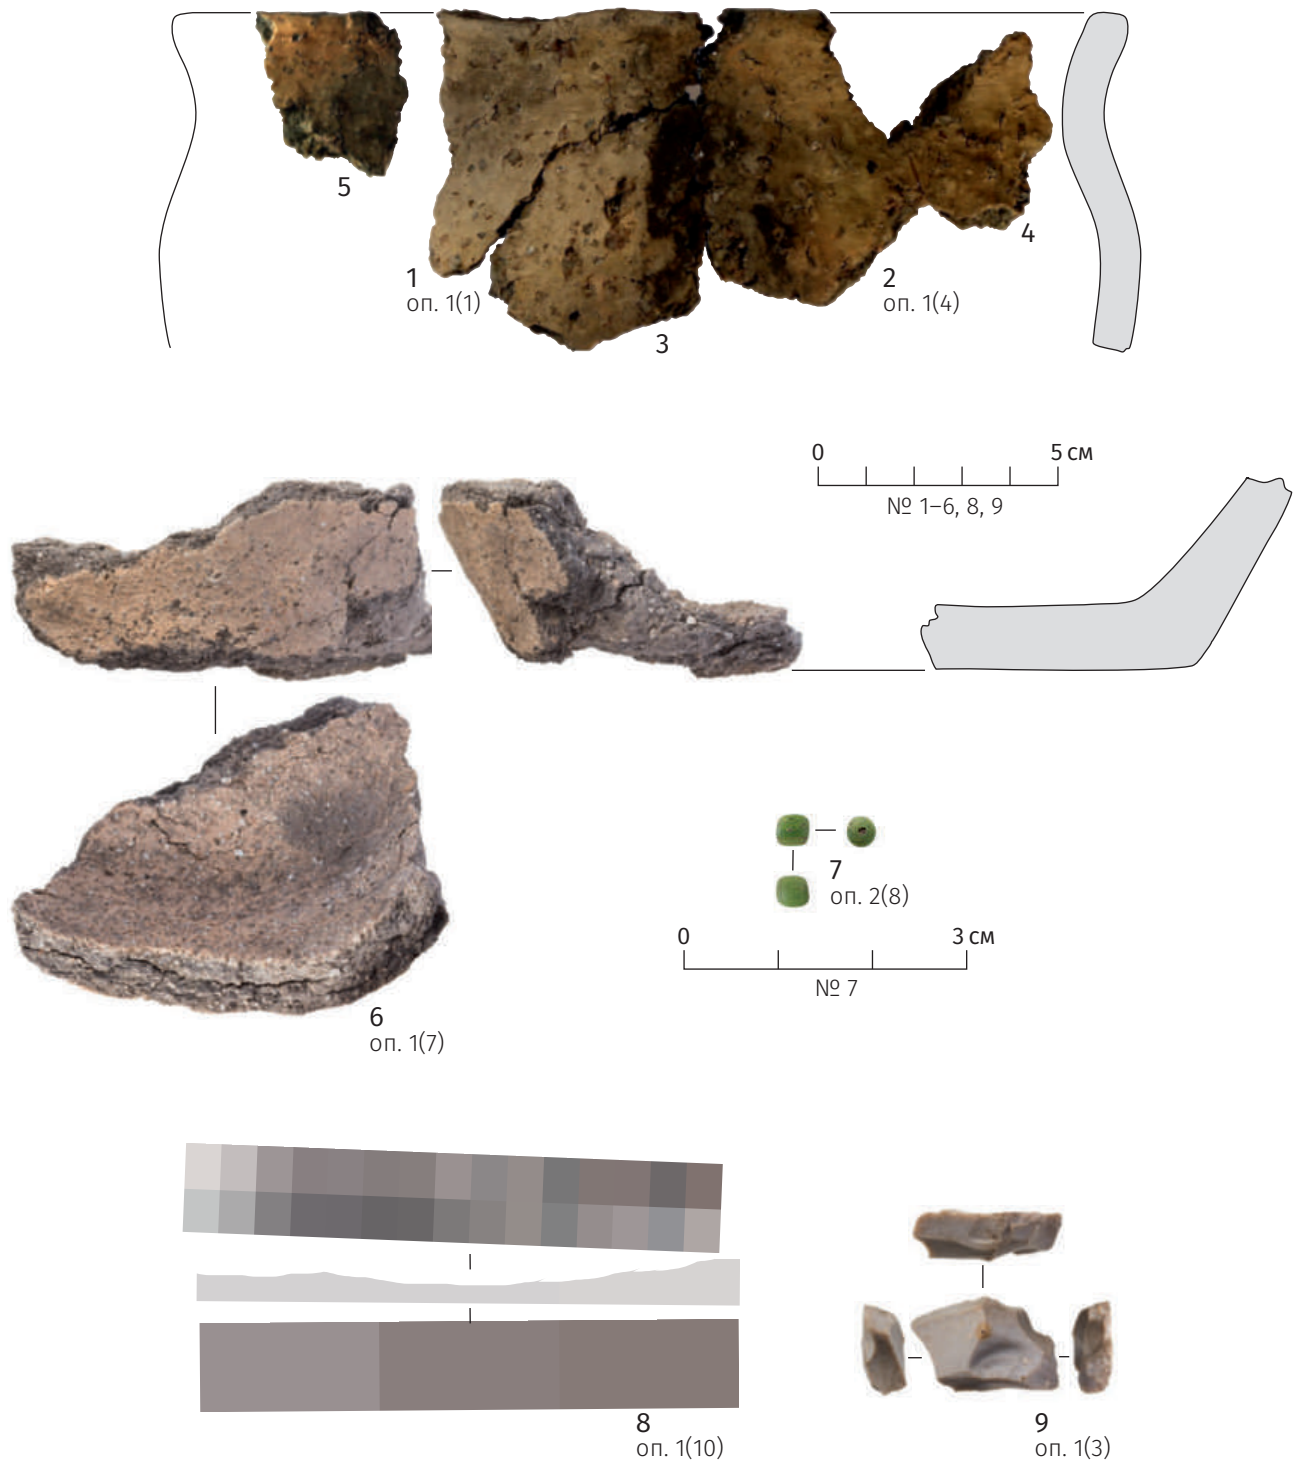 5
1
оп. 1(1)
3
2
оп. 1(4)
4
0 5 см
№ 1–6, 8, 9
6
оп. 1(7)
7
оп. 2(8)
0 3 см
№ 7
8
оп. 1(10)
9
оп. 1(3)